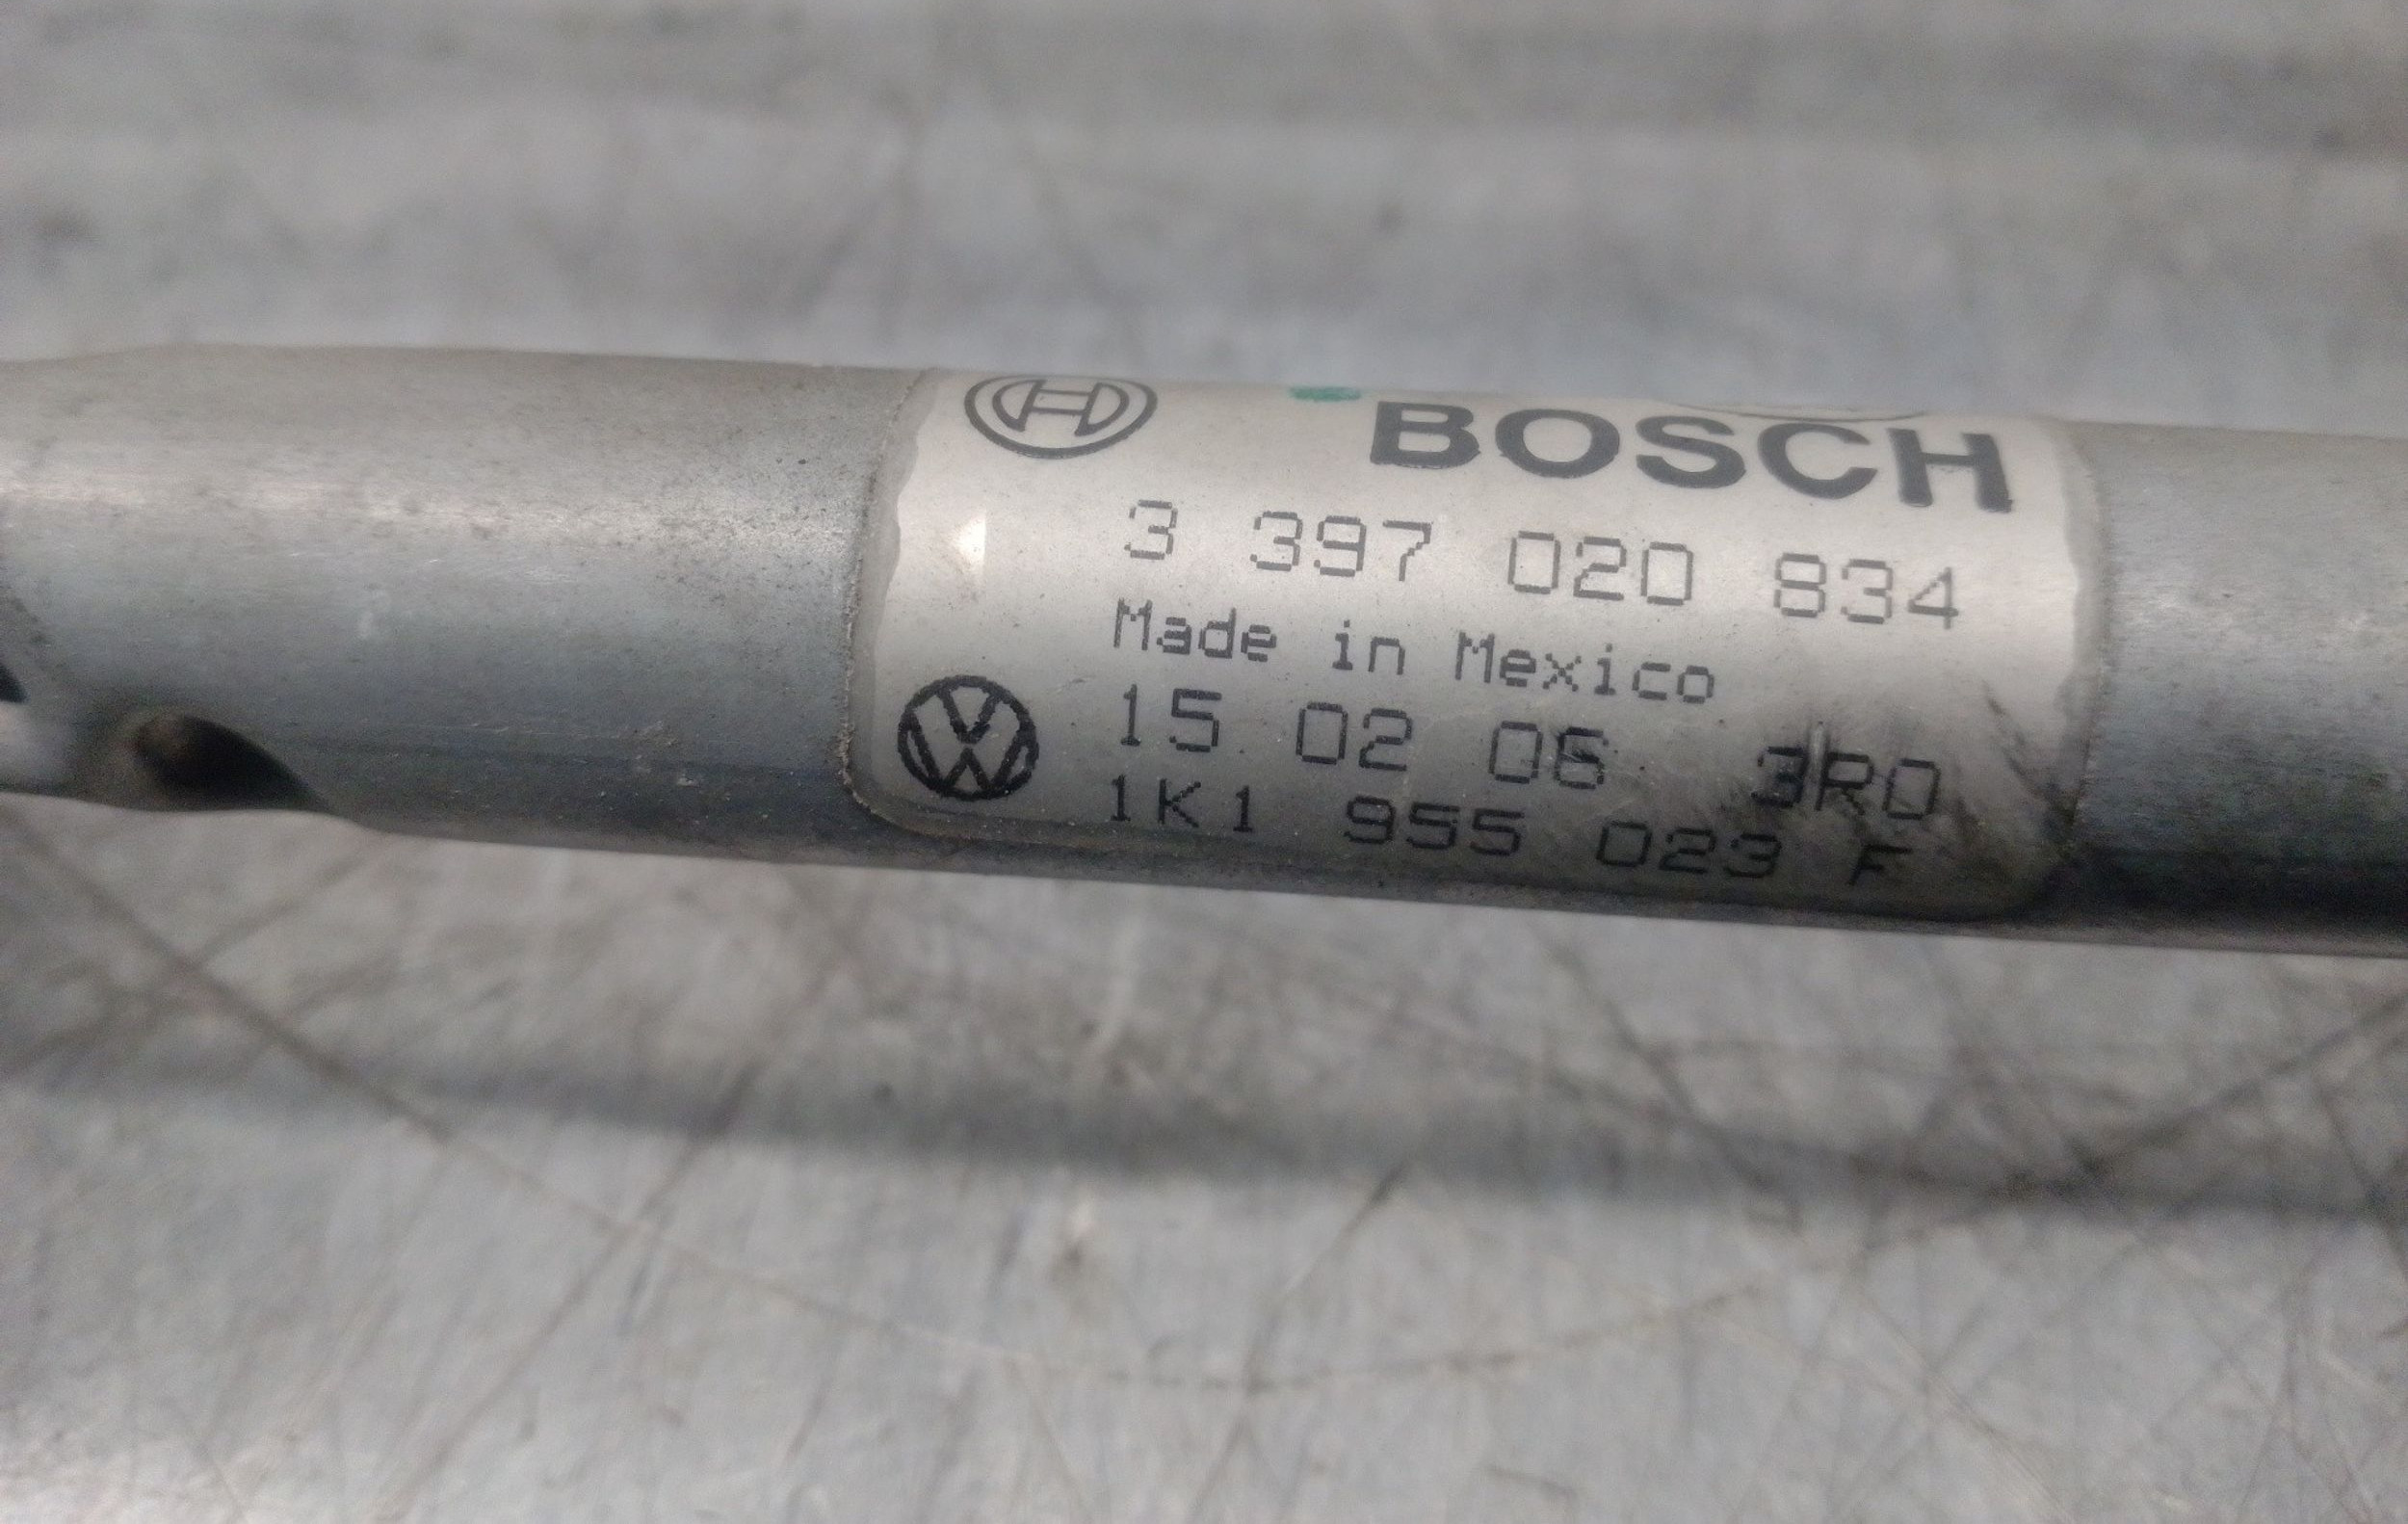 BOSCH
3 397 020 834
Made in Mexico
15 02 06 3R0
1K1 955 023 F